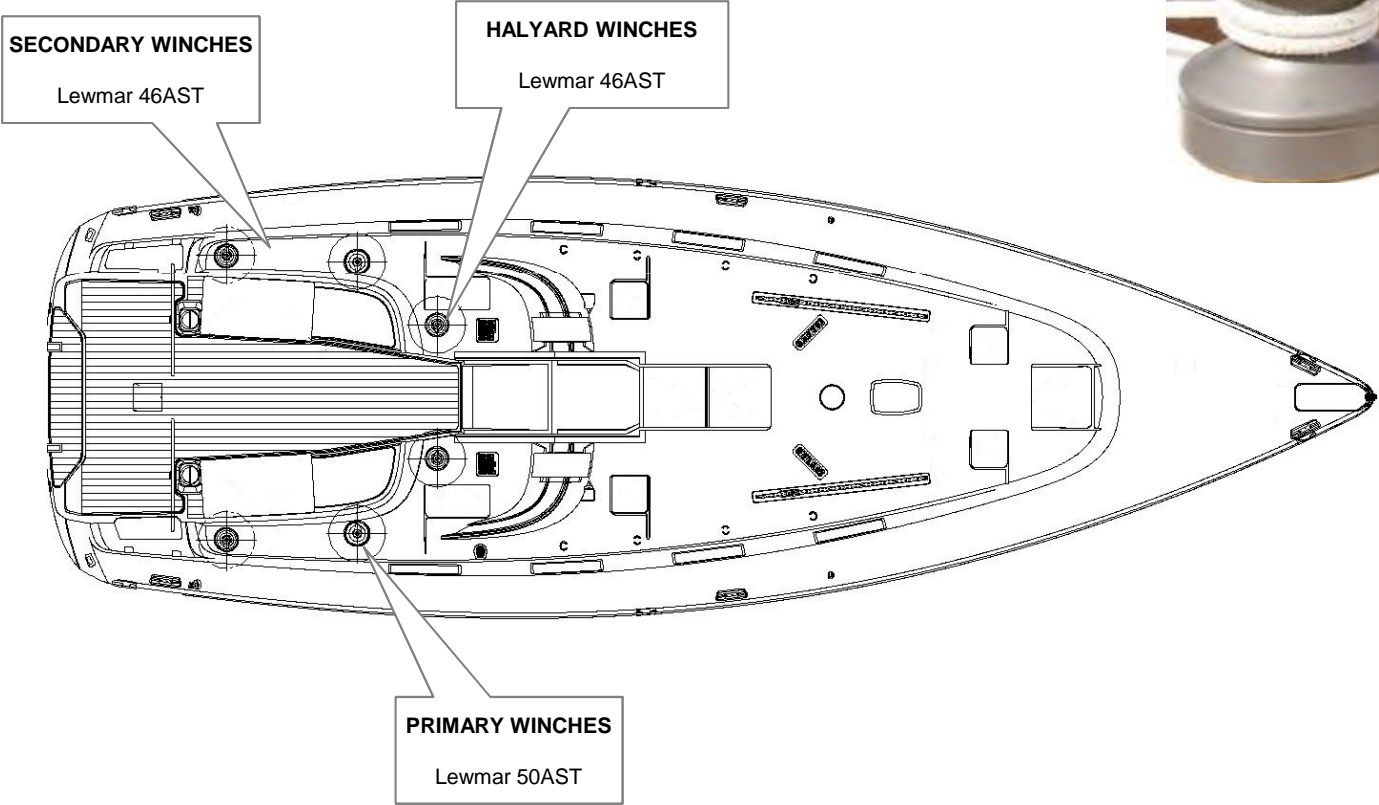 SECONDARY WINCHES
Lewmar 46AST
HALYARD WINCHES
Lewmar 46AST
PRIMARY WINCHES
Lewmar 50AST